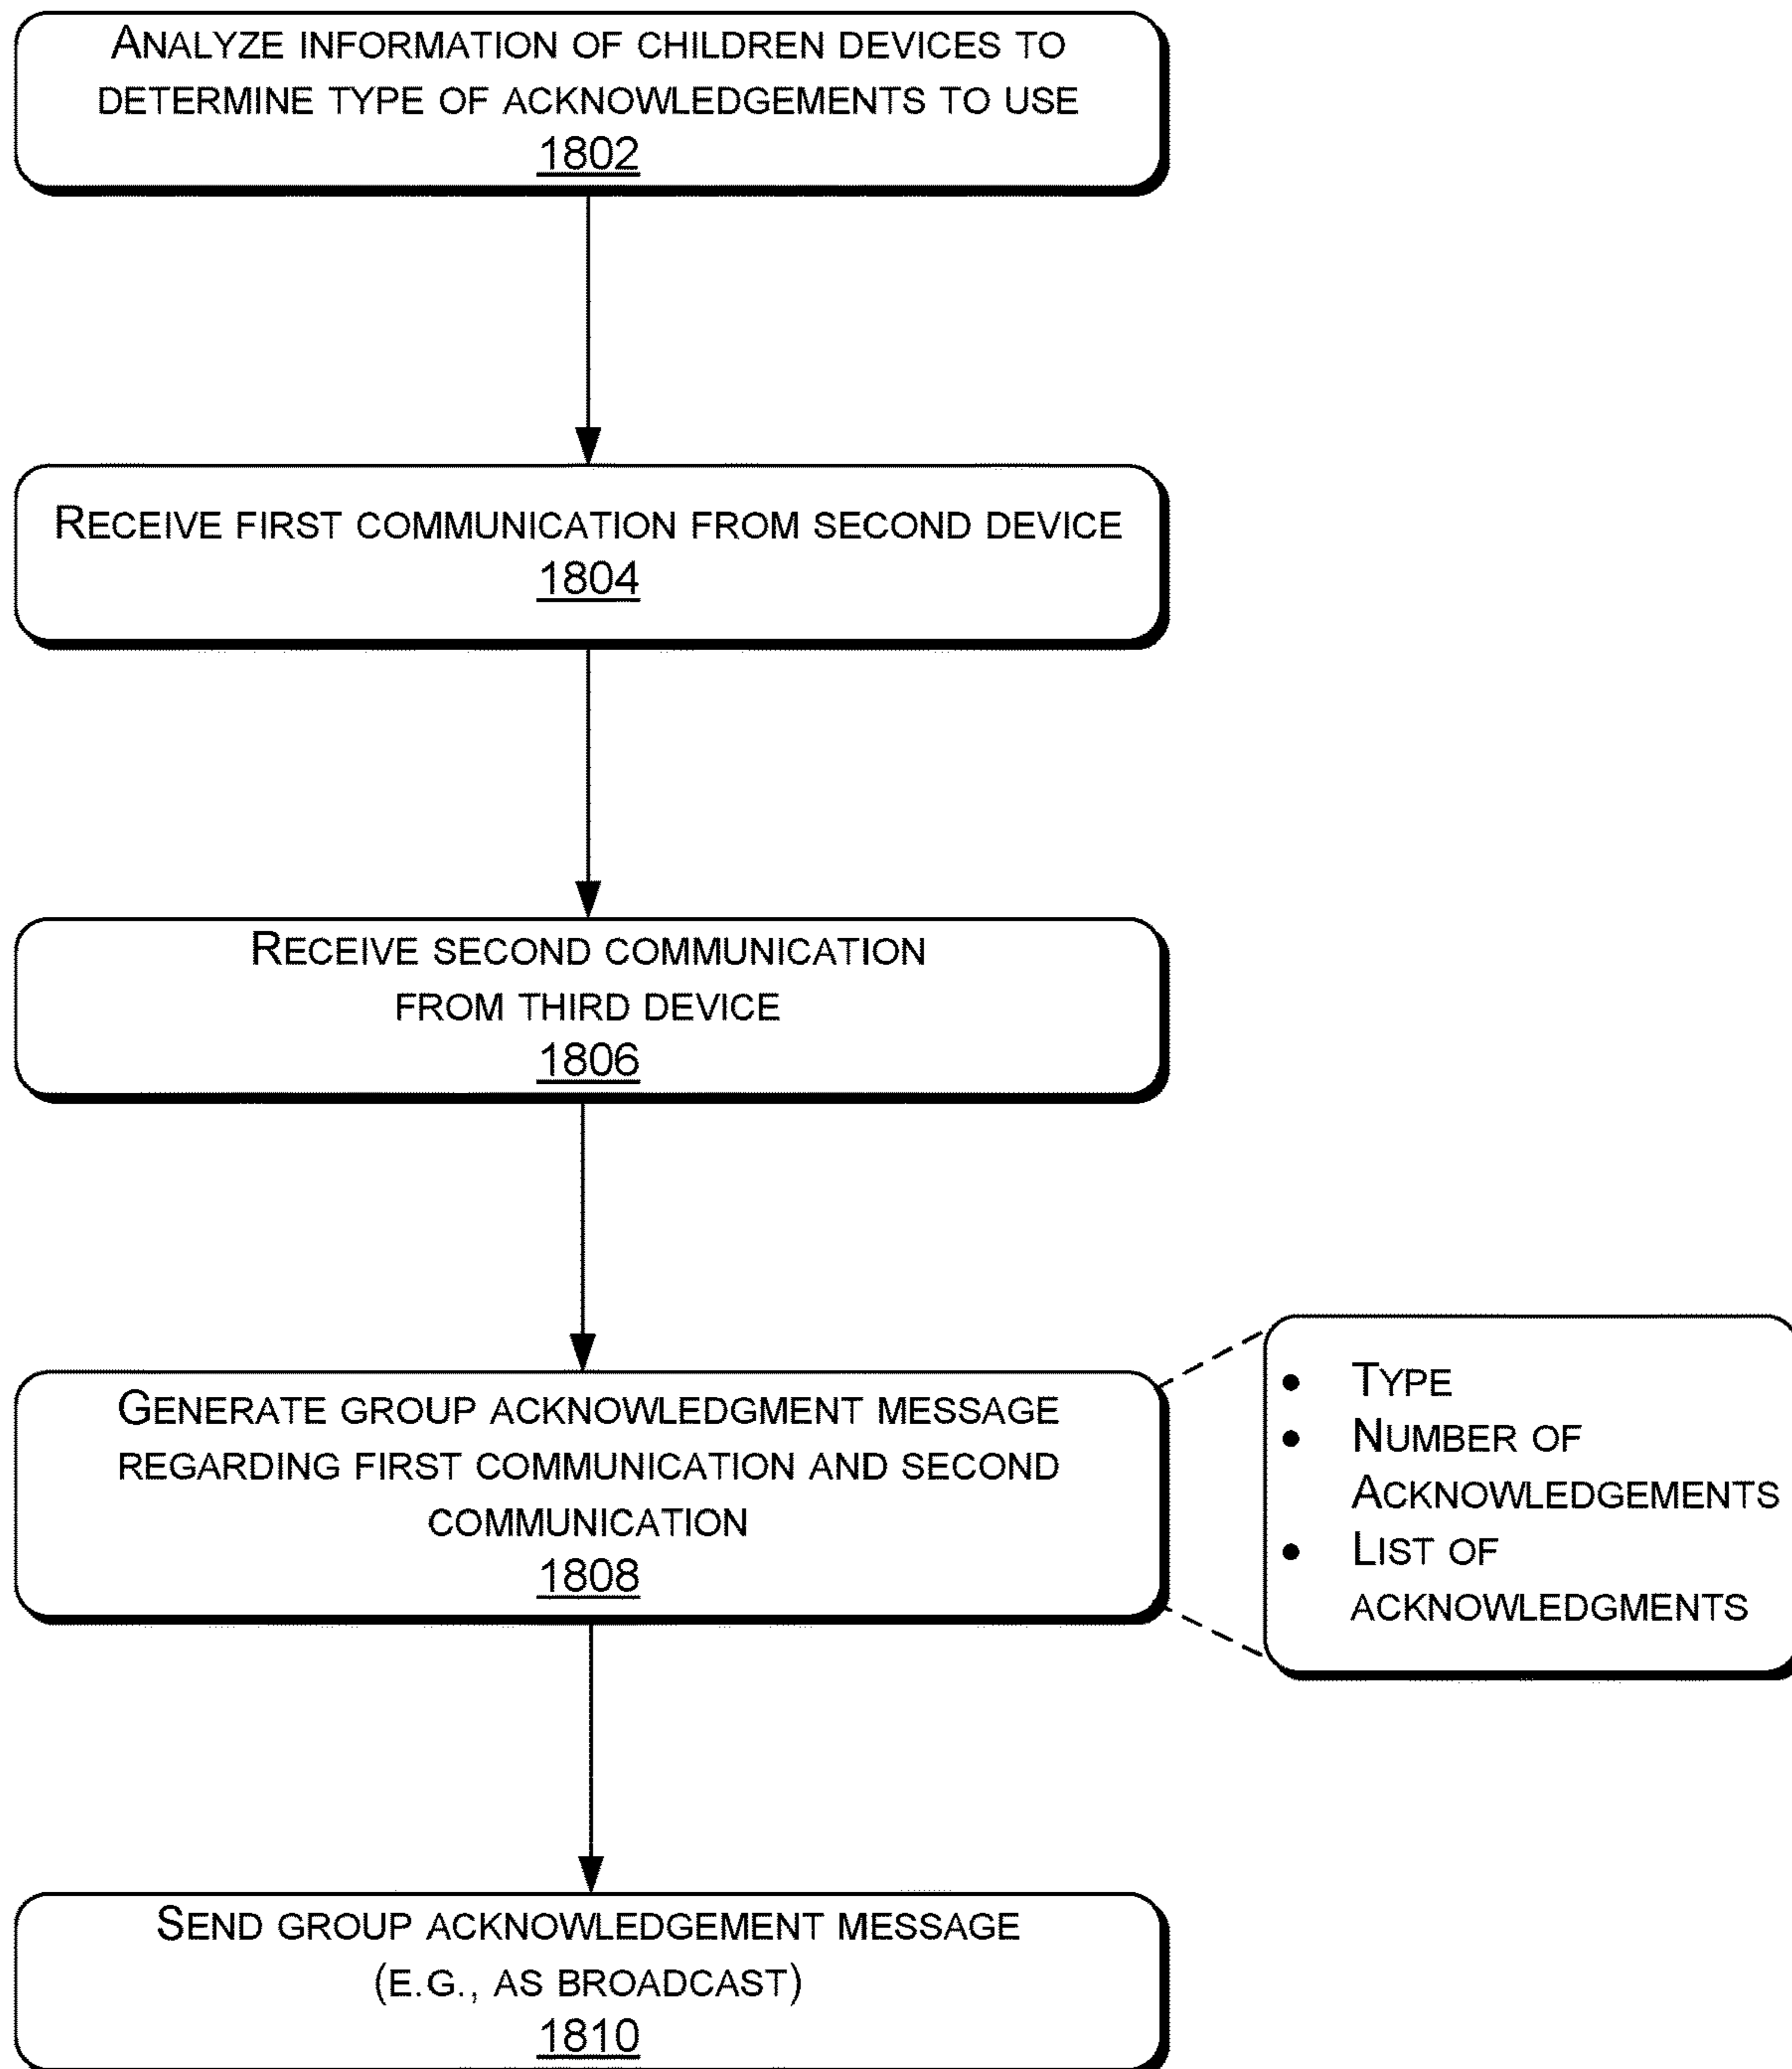 ANALYZE INFORMATION OF CHILDREN DEVICES TO
DETERMINE TYPE OF ACKNOWLEDGEMENTS TO USE
1802
RECEIVE FIRST COMMUNICATION FROM SECOND DEVICE
1804
RECEIVE SECOND COMMUNICATION
FROM THIRD DEVICE
1806
GENERATE GROUP ACKNOWLEDGMENT MESSAGE
REGARDING FIRST COMMUNICATION AND SECOND
COMMUNICATION
1808
• TYPE
• NUMBER OF
ACKNOWLEDGEMENTS
• LIST OF
ACKNOWLEDGMENTS
SEND GROUP ACKNOWLEDGEMENT MESSAGE
(E.G., AS BROADCAST)
1810